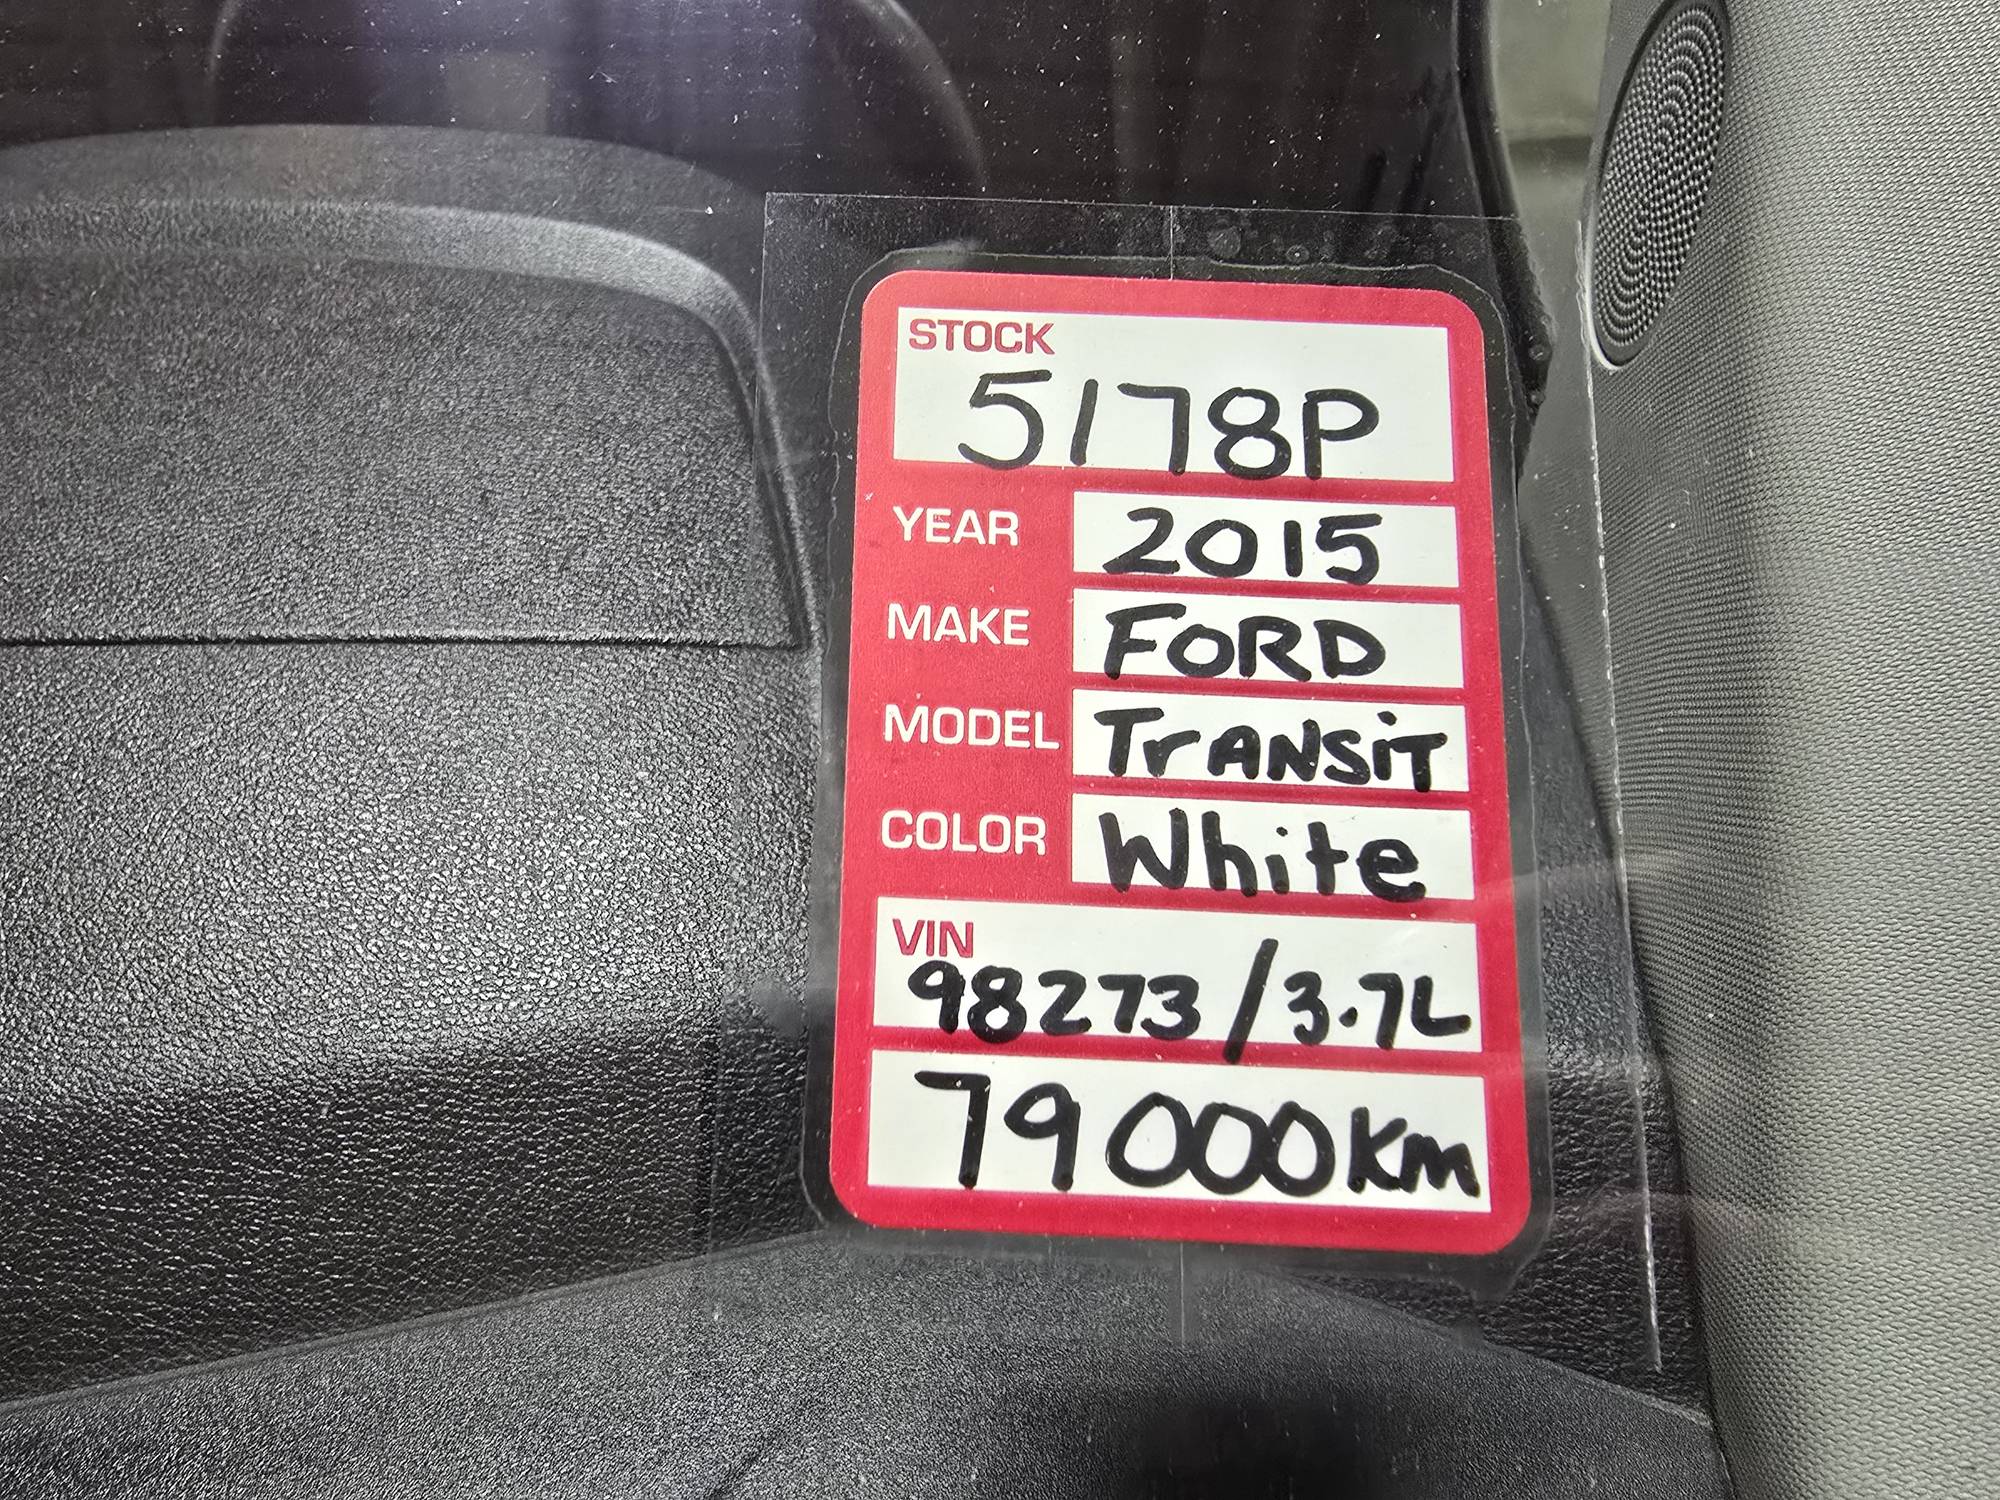 STOCK
5178P
YEAR 2015
MAKE FORD
MODEL TrANSiT
COLOR White
VIN
98273/3.7L
79000Km